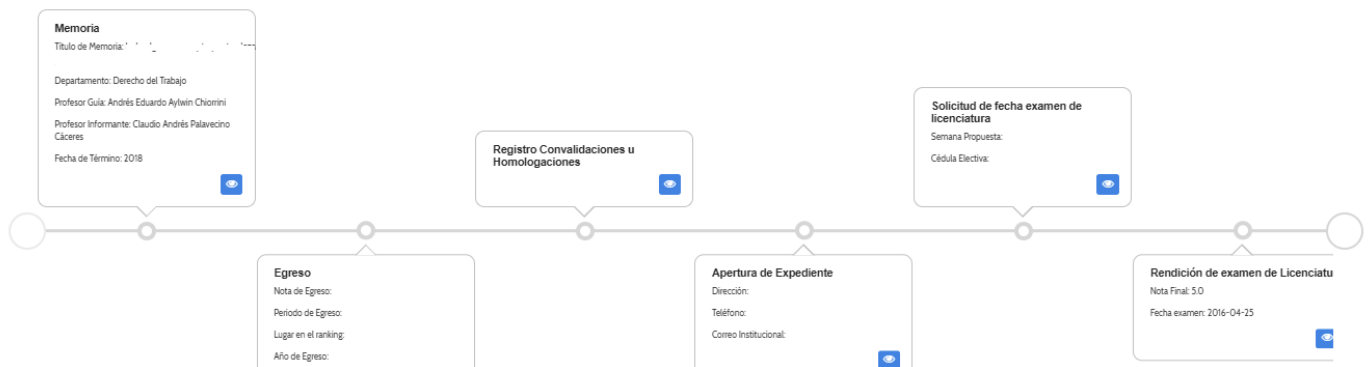 Memoria
Título de Memoria:
Departamento: Derecho del Trabajo
Profesor Guía: Andrés Eduardo Aylwin Chiorrini
Profesor Informante: Claudio Andrés Palavecino
Cáceres
Fecha de Término: 2018
Egreso
Nota de Egreso:
Periodo de Egreso:
Lugar en el ranking:
Año de Egreso:
Registro Convalidaciones u
Homologaciones
Apertura de Expediente
Dirección:
Teléfono:
Correo Institucional:
Solicitud de fecha examen de
licenciatura
Semana Propuesta:
Cédula Electiva:
Rendición de examen de Licenciatu
Nota Final: 5.0
Fecha examen: 2016-04-25